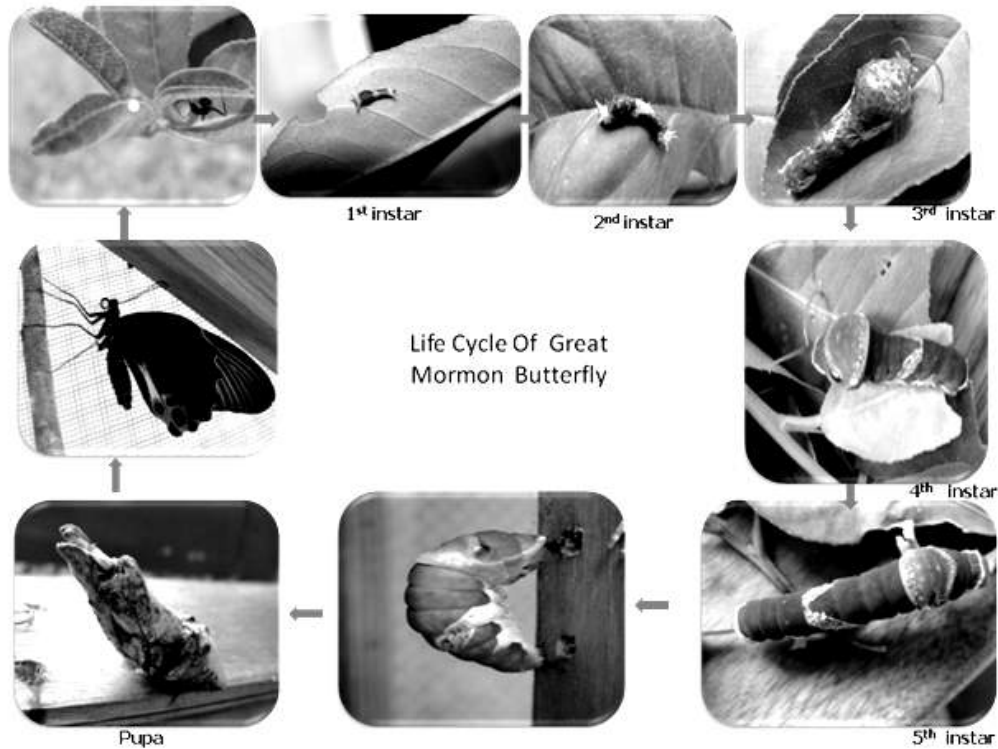 1st instar
2nd instar
3rd instar
Life Cycle Of Great
Mormon Butterfly
4th instar
Pupa
5th instar